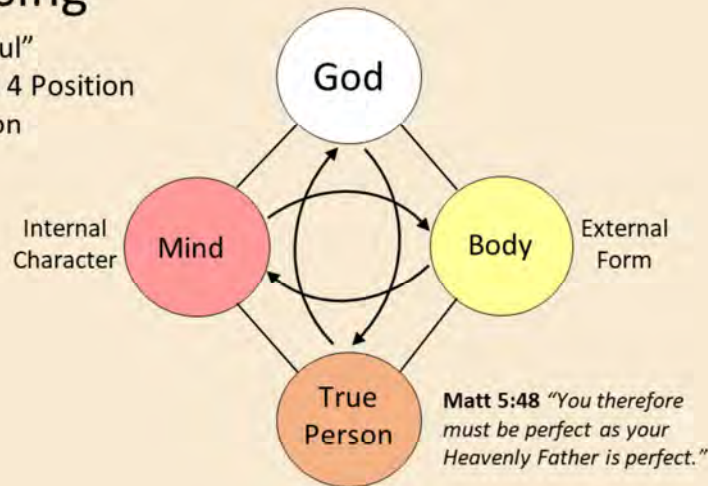 ul”
4 Position
on
God
Internal
Character
Mind
Body
External
Form
True
Person
Matt 5:48 “You therefore
must be perfect as your
Heavenly Father is perfect.”